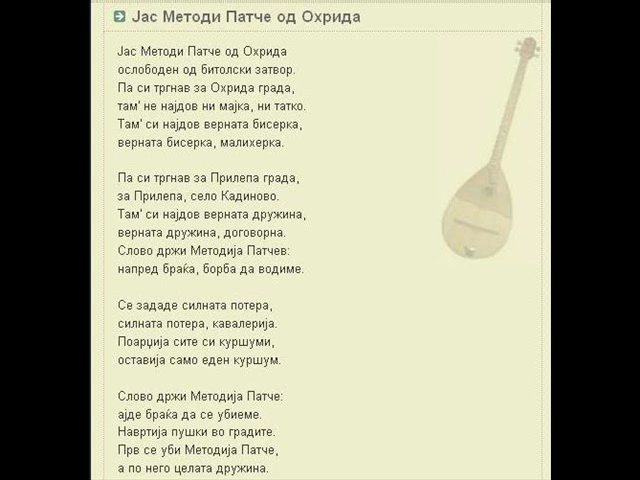 Јас Методи Патче од Охрида
Јас Методи Патче од Охрида
ослободен од битолски затвор.
Па си тргнав за Охрида града,
там' не најдов ни мајка, ни татко.
Там' си најдов верната бисерка,
верната бисерка, малихерка.
Па си тргнав за Прилепа града,
за Прилепа, село Кадиново.
Там' си најдов верната дружина,
верната дружина, договорна.
Слово држи Методија Патчев:
напред браќа, борба да водиме.
Се зададе силната потера,
силната потера, кавалерија.
Поарџија сите си куршуми,
оставија само еден куршум.
Слово држи Методија Патче:
ајде браќа да се убиеме.
Навртија пушки во градите.
Прв се уби Методија Патче,
а по него целата дружина.